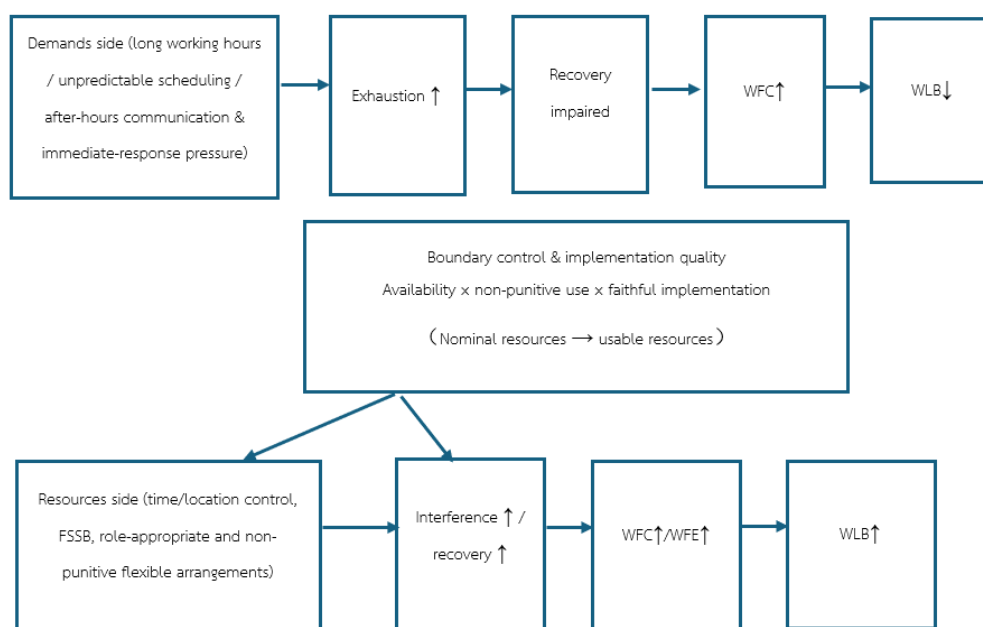 Demands side (long working hours
/ unpredictable scheduling /
after-hours communication &
immediate-response pressure)
Exhaustion ↑
Recovery
impaired
WFC↑
WLB↓
Boundary control & implementation quality
Availability x non-punitive use x faithful implementation
（Nominal resources → usable resources）
Resources side (time/location control,
FSSB, role-appropriate and non-
punitive flexible arrangements)
Interference ↑ /
recovery ↑
WFC↑/WFE↑
WLB↑